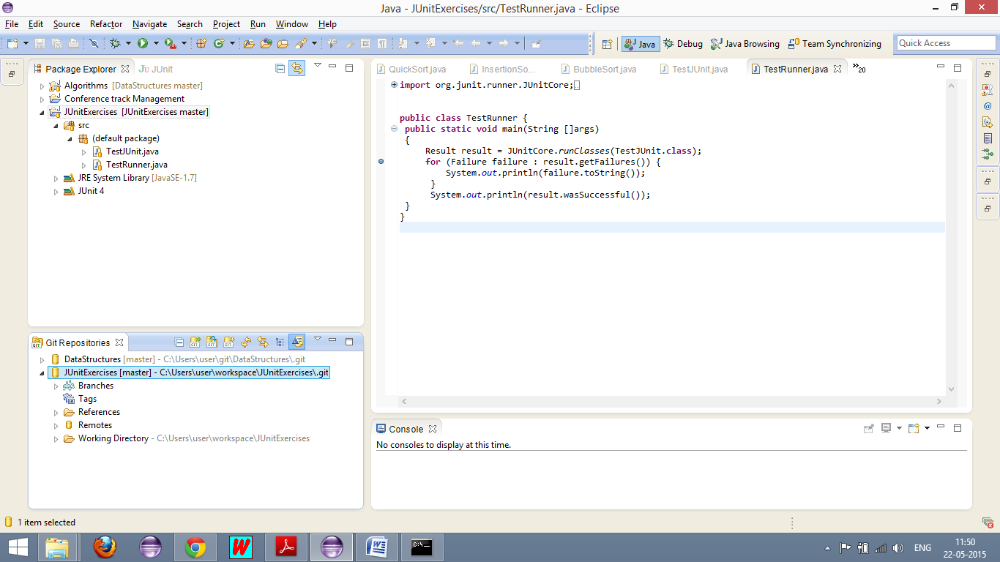 Java - JUnitExercises/src/TestRunner.java - Eclipse
File Edit Source Refactor Navigate Search Project Run Window Help
Java Debug Java Browsing Team Synchronizing Quick Access
Package Explorer JUnit
Algorithms [DataStructures master]
Conference track Management
JUnitExercises [JUnitExercises master]
src
(default package)
TestJUnit.java
TestRunner.java
JRE System Library [JavaSE-1.7]
JUnit 4
QuickSort.java InsertionSo... BubbleSort.java TestJUnit.java TestRunner.java »20
import org.junit.runner.JUnitCore;
public class TestRunner {
public static void main(String []args)
{
Result result = JUnitCore.runClasses(TestJUnit.class);
for (Failure failure : result.getFailures()) {
System.out.println(failure.toString());
}
System.out.println(result.wasSuccessful());
}
}
Git Repositories
DataStructures [master] - C:\Users\user\git\DataStructures\.git
JUnitExercises [master] - C:\Users\user\workspace\JUnitExercises\.git
Branches
Tags
References
Remotes
Working Directory - C:\Users\user\workspace\JUnitExercises
Console
No consoles to display at this time.
1 item selected
ENG
11:50
22-05-2015